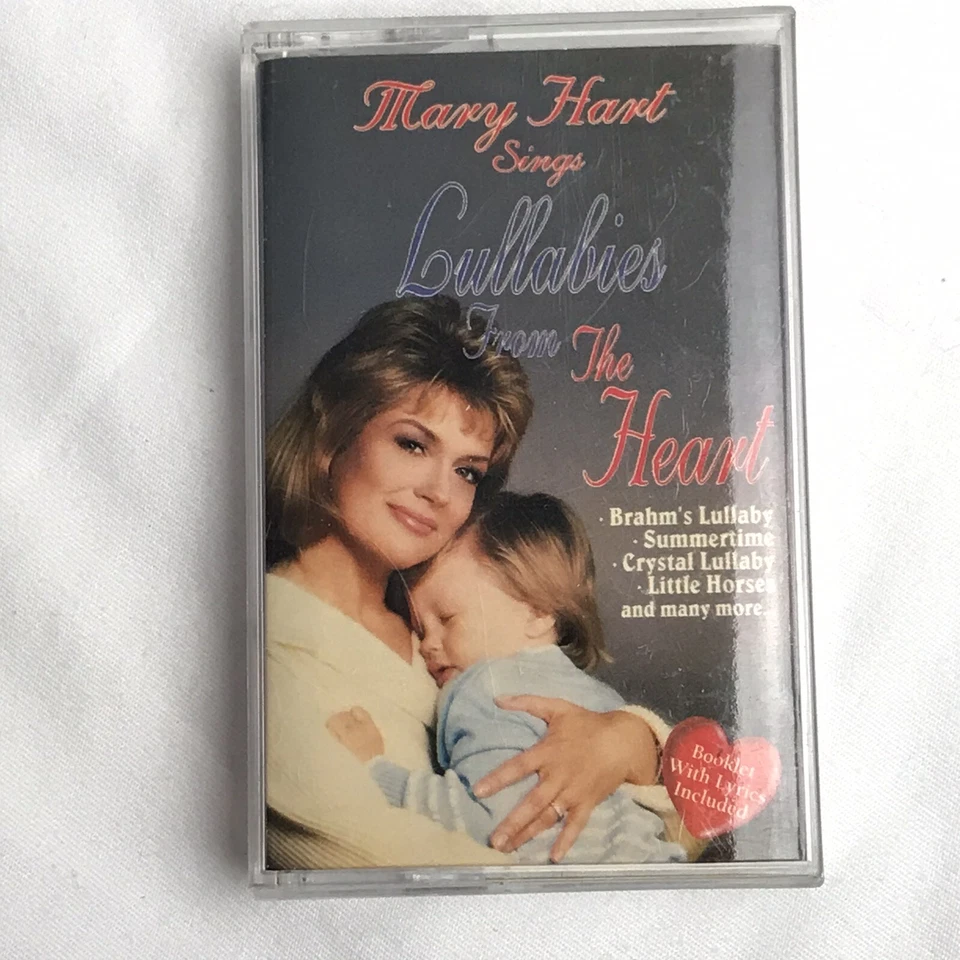 Mary Hart
Sings
Lullabies
From The
Heart
· Brahm's Lullaby
· Summertime
· Crystal Lullaby
· Little Horses
and many more...
Booklet
With Lyrics
Included